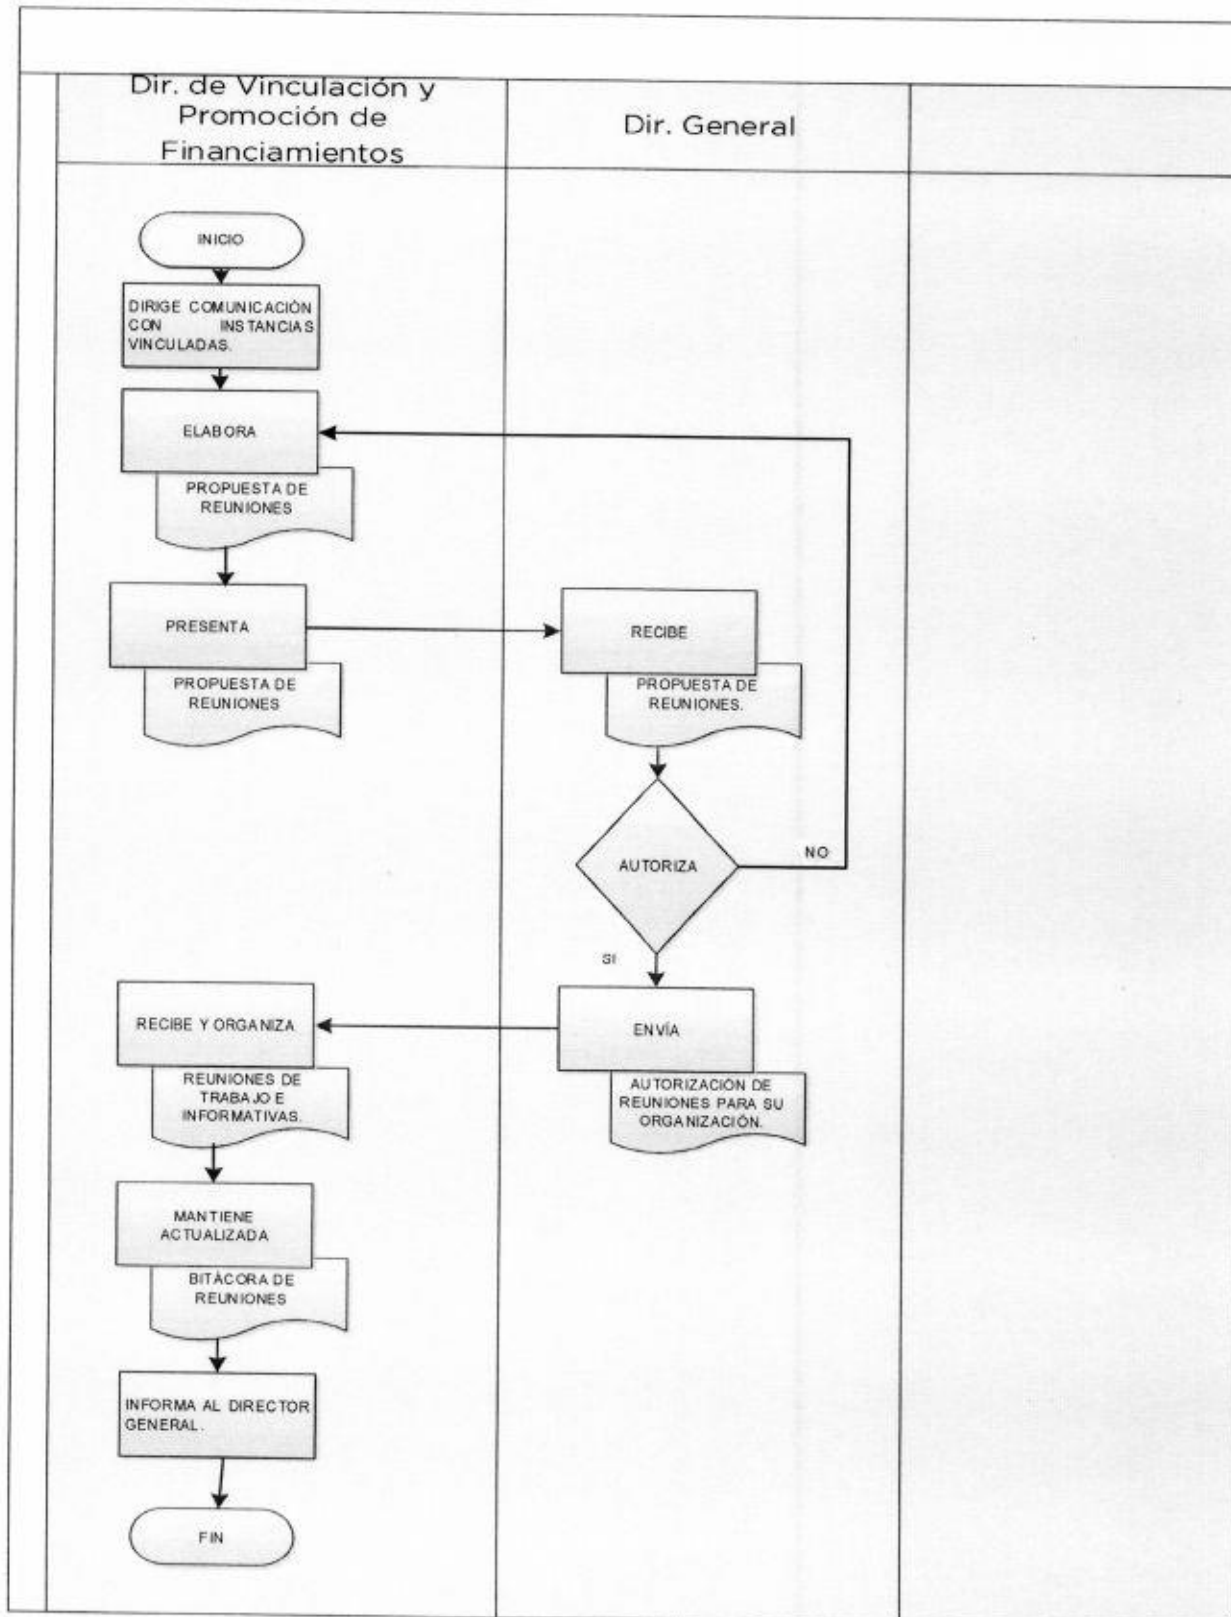 Dir. de Vinculación y
Promoción de
Financiamientos
Dir. General
INICIO
DIRIGE COMUNICACIÓN
CON INSTANCIAS
VINCULADAS.
ELABORA
PROPUESTA DE
REUNIONES
PRESENTA
PROPUESTA DE
REUNIONES
RECIBE
PROPUESTA DE
REUNIONES.
AUTORIZA
NO
SI
ENVÍA
AUTORIZACIÓN DE
REUNIONES PARA SU
ORGANIZACIÓN.
RECIBE Y ORGANIZA
REUNIONES DE
TRABAJO E
INFORMATIVAS.
MANTIENE
ACTUALIZADA
BITÁCORA DE
REUNIONES
INFORMA AL DIRECTOR
GENERAL.
FIN